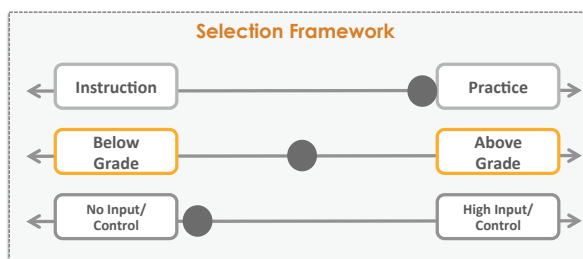 Selection Framework
Instruction
Practice
Below
Grade
Above
Grade
No Input/
Control
High Input/
Control